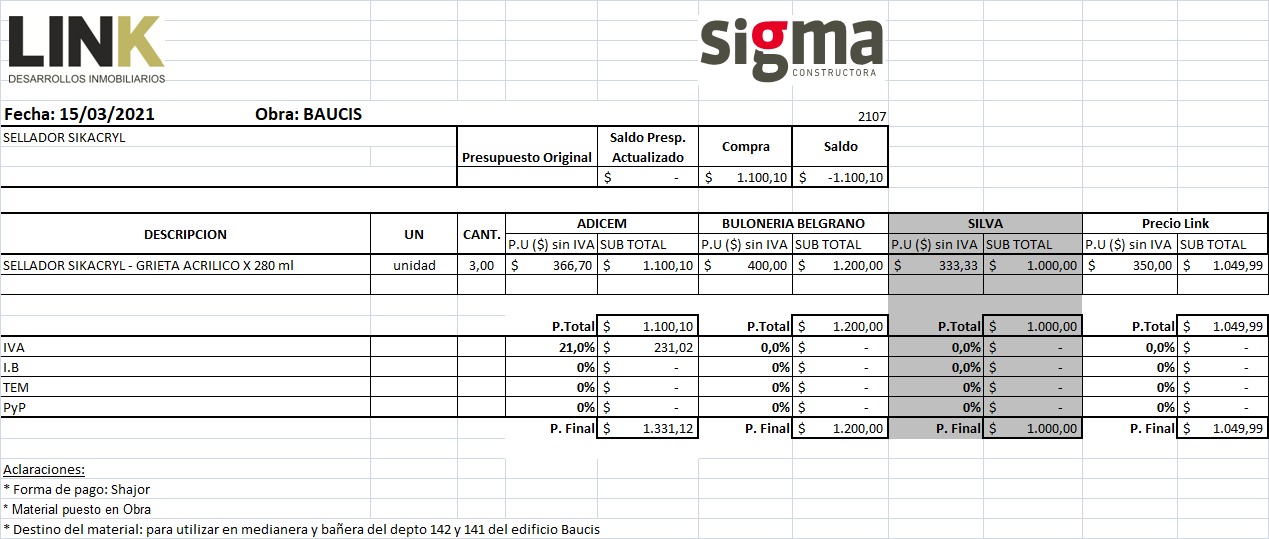 LINK
DESARROLLOS INMOBILIARIOS
sigma
CONSTRUCTORA
Fecha: 15/03/2021 Obra: BAUCIS 2107
SELLADOR SIKACRYL
Presupuesto Original Saldo Presp. Actualizado Compra Saldo
$ - $ 1.100,10 $ -1.100,10
DESCRIPCION UN CANT. ADICEM BULONERIA BELGRANO SILVA Precio Link
P.U ($) sin IVA SUB TOTAL P.U ($) sin IVA SUB TOTAL P.U ($) sin IVA SUB TOTAL P.U ($) sin IVA SUB TOTAL
SELLADOR SIKACRYL - GRIETA ACRILICO X 280 ml unidad 3,00 $ 366,70 $ 1.100,10 $ 400,00 $ 1.200,00 $ 333,33 $ 1.000,00 $ 350,00 $ 1.049,99
P.Total $ 1.100,10 P.Total $ 1.200,00 P.Total $ 1.000,00 P.Total $ 1.049,99
IVA 21,0% $ 231,02 0,0% $ - 0,0% $ - 0,0% $ -
I.B 0% $ - 0% $ - 0,0% $ - 0% $ -
TEM 0% $ - 0% $ - 0% $ - 0% $ -
PyP 0% $ - 0% $ - 0% $ - 0% $ -
P. Final $ 1.331,12 P. Final $ 1.200,00 P. Final $ 1.000,00 P. Final $ 1.049,99
Aclaraciones:
* Forma de pago: Shajor
* Material puesto en Obra
* Destino del material: para utilizar en medianera y bañera del depto 142 y 141 del edificio Baucis